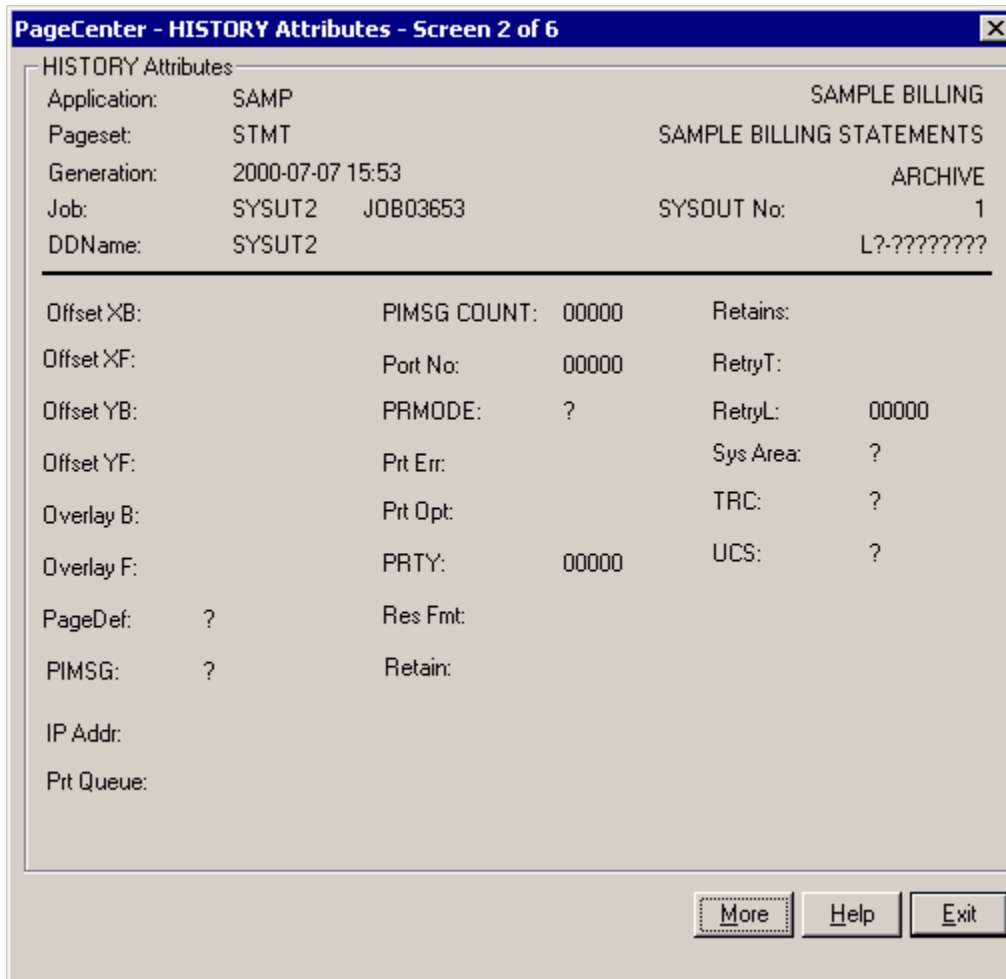 PageCenter - HISTORY Attributes - Screen 2 of 6
HISTORY Attributes
Application: SAMP SAMPLE BILLING
Pageset: STMT SAMPLE BILLING STATEMENTS
Generation: 2000-07-07 15:53 ARCHIVE
Job: SYSUT2 JOB03653 SYSOUT No: 1
DDName: SYSUT2 L?-????????
Offset XB: PIMSG COUNT: 00000 Retains:
Offset XF: Port No: 00000 RetryT:
Offset YB: PRMODE: ? RetryL: 00000
Offset YF: Prt Err: Sys Area: ?
Overlay B: Prt Opt: TRC: ?
Overlay F: PRTY: 00000 UCS: ?
PageDef: ? Res Fmt:
PIMSG: ? Retain:
IP Addr:
Prt Queue:
More Help Exit